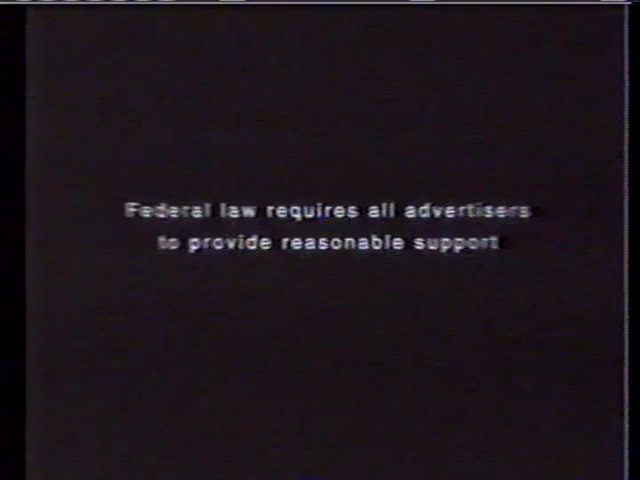 Federal law requires all advertisers
to provide reasonable support